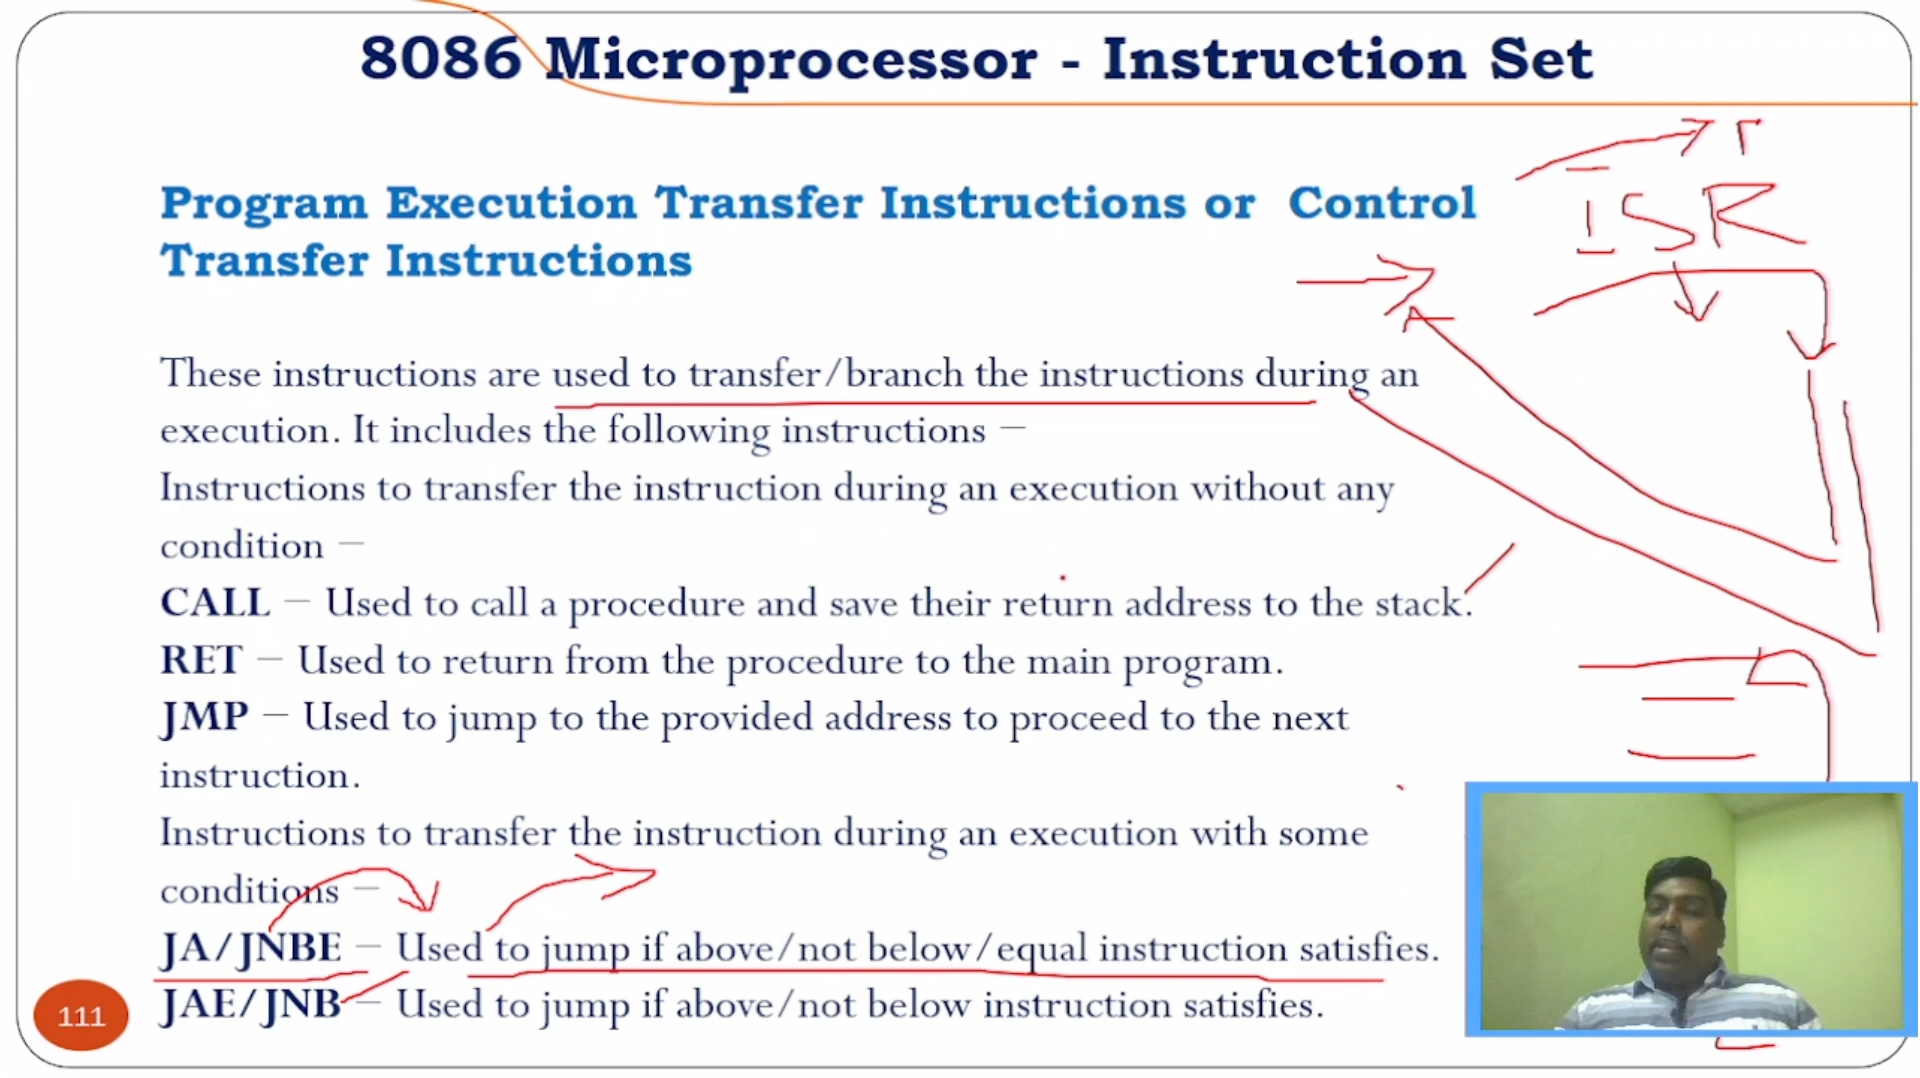 8086 Microprocessor - Instruction Set
Program Execution Transfer Instructions or Control
Transfer Instructions
ISR
These instructions are used to transfer/branch the instructions during an
execution. It includes the following instructions –
Instructions to transfer the instruction during an execution without any
condition –
CALL – Used to call a procedure and save their return address to the stack.
RET – Used to return from the procedure to the main program.
JMP – Used to jump to the provided address to proceed to the next
instruction.
Instructions to transfer the instruction during an execution with some
conditions –
JA/JNBE – Used to jump if above/not below/equal instruction satisfies.
JAE/JNB – Used to jump if above/not below instruction satisfies.
111